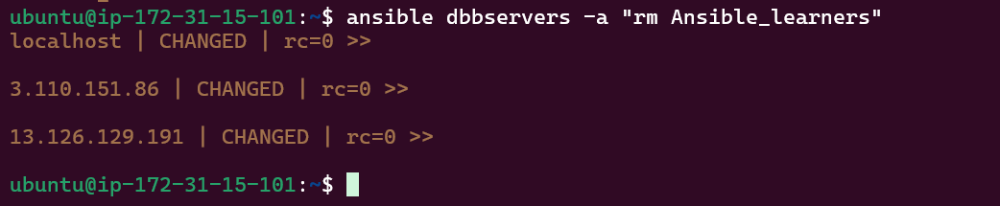 ubuntu@ip-172-31-15-101:~$ ansible dbbservers -a "rm Ansible_learners"
localhost | CHANGED | rc=0 >>
3.110.151.86 | CHANGED | rc=0 >>
13.126.129.191 | CHANGED | rc=0 >>
ubuntu@ip-172-31-15-101:~$